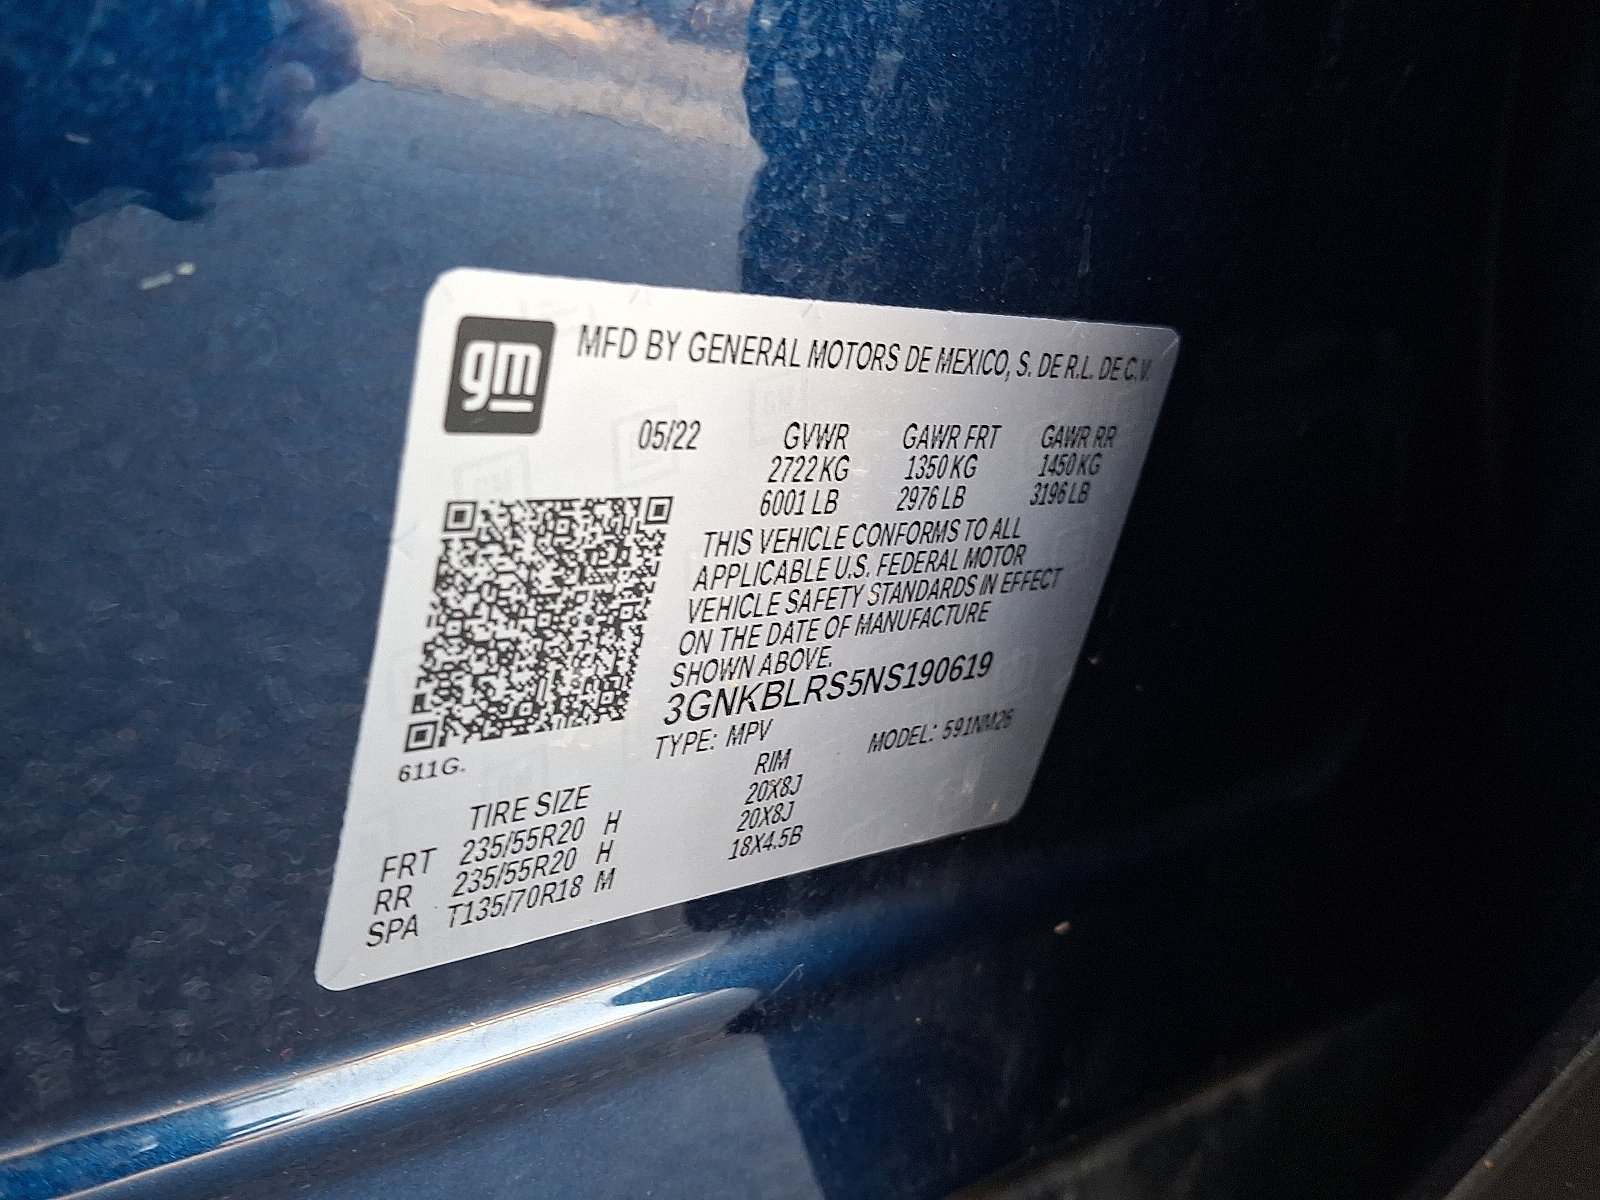 gm
MFD BY GENERAL MOTORS DE MEXICO, S. DE R.L. DE C.V.
05/22 GVWR GAWR FRT GAWR RR
2722 KG 1350 KG 1450 KG
6001 LB 2976 LB 3196 LB
THIS VEHICLE CONFORMS TO ALL
APPLICABLE U.S. FEDERAL MOTOR
VEHICLE SAFETY STANDARDS IN EFFECT
ON THE DATE OF MANUFACTURE
SHOWN ABOVE.
3GNKBLRS5NS190619
TYPE: MPV MODEL: 591NM26
611G.
TIRE SIZE RIM
FRT 235/55R20 H 20X8J
RR 235/55R20 H 20X8J
SPA T135/70R18 M 18X4.5B